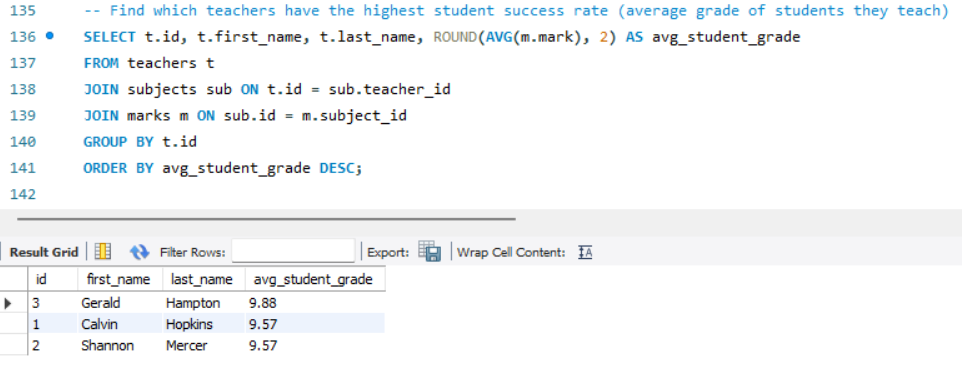 135 -- Find which teachers have the highest student success rate (average grade of students they teach)
136 SELECT t.id, t.first_name, t.last_name, ROUND(AVG(m.mark), 2) AS avg_student_grade
137 FROM teachers t
138 JOIN subjects sub ON t.id = sub.teacher_id
139 JOIN marks m ON sub.id = m.subject_id
140 GROUP BY t.id
141 ORDER BY avg_student_grade DESC;
142
Result Grid Filter Rows: Export: Wrap Cell Content: IA
id first_name last_name avg_student_grade
3 Gerald Hampton 9.88
1 Calvin Hopkins 9.57
2 Shannon Mercer 9.57